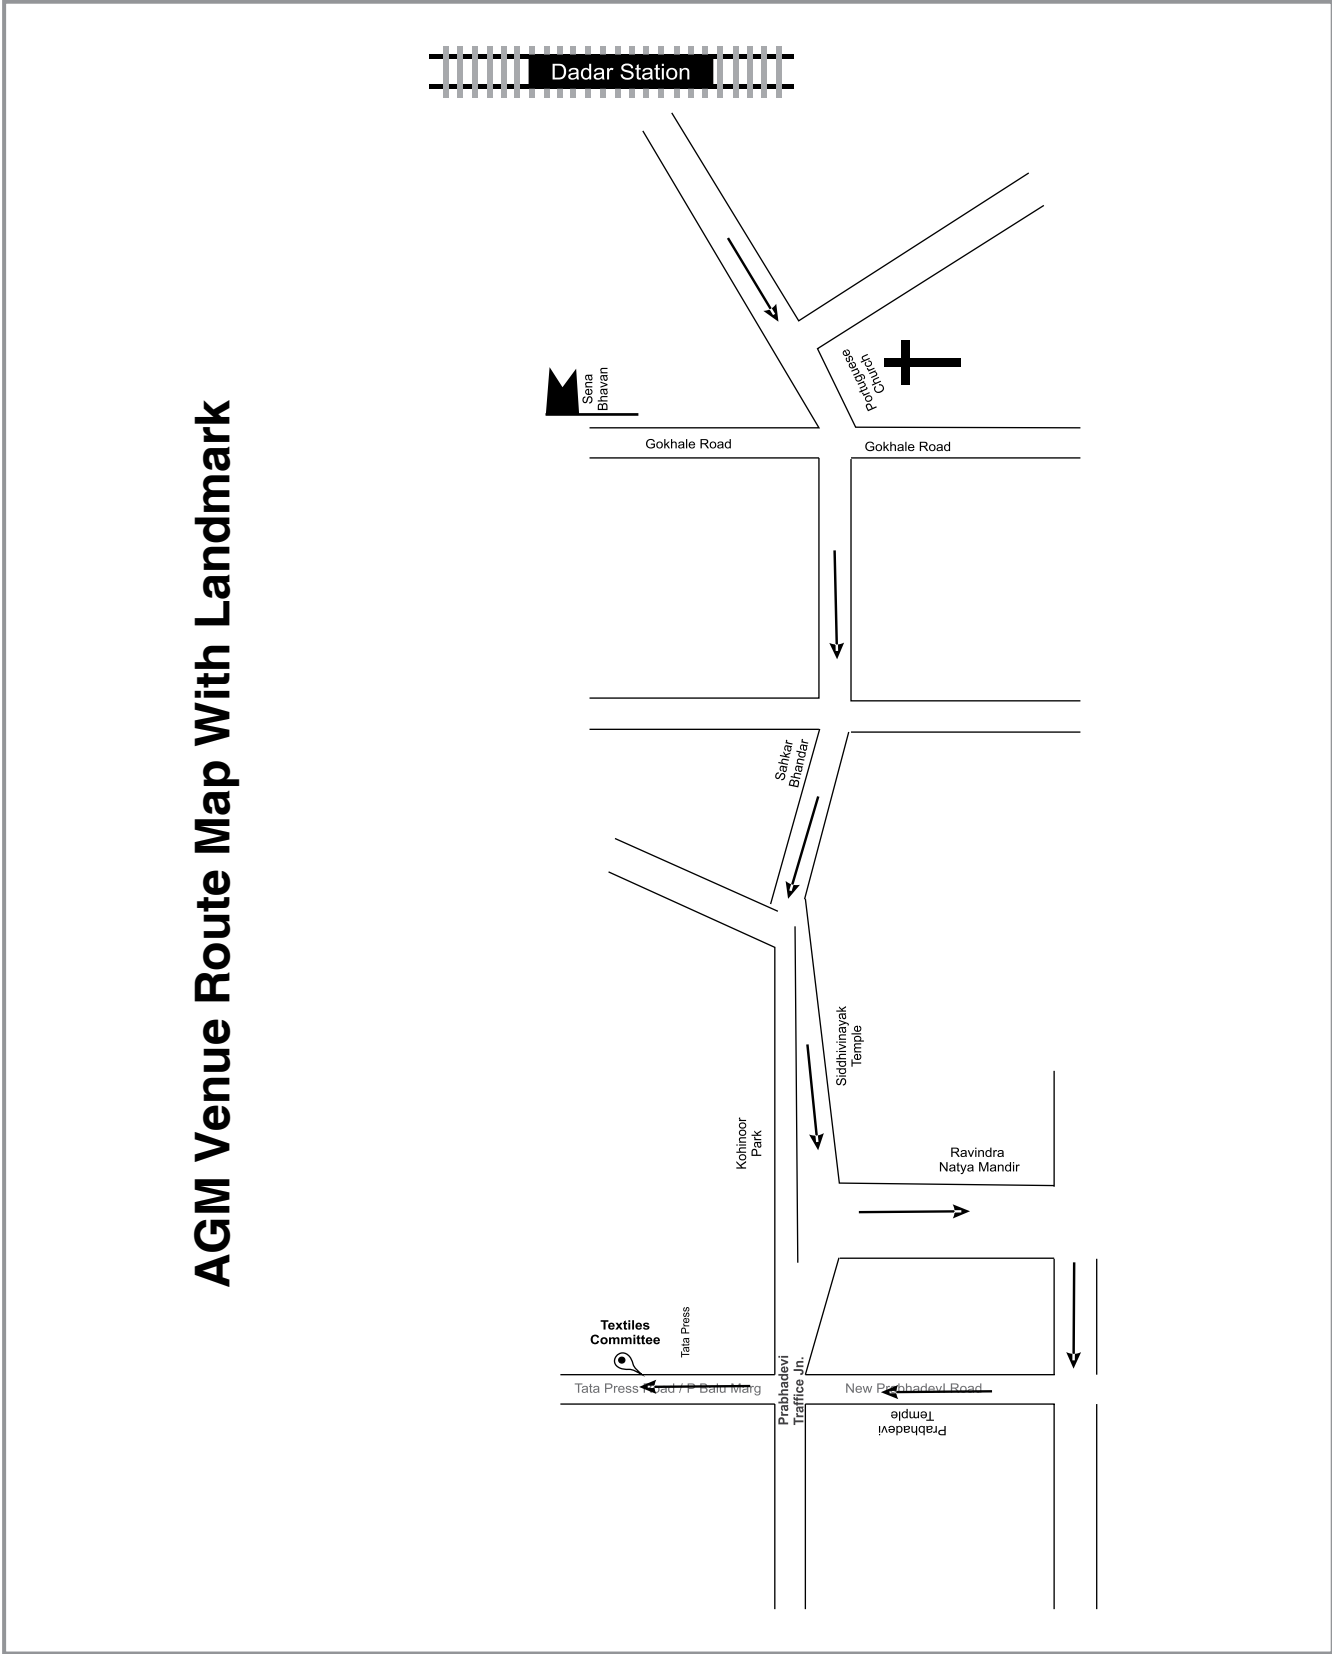 AGM Venue Route Map With Landmark
Dadar Station
Portuguese
Church
Sena
Bhavan
Gokhale Road
Gokhale Road
Sahkar
Bhandar
Siddhivinayak
Temple
Kohinoor
Park
Ravindra
Natya Mandir
Textiles
Committee
Tata Press
Tata Press Road / P Balu Marg
Prabhadevi
Traffice Jn.
New PrabhadevI Road
Prabhadevi
Temple